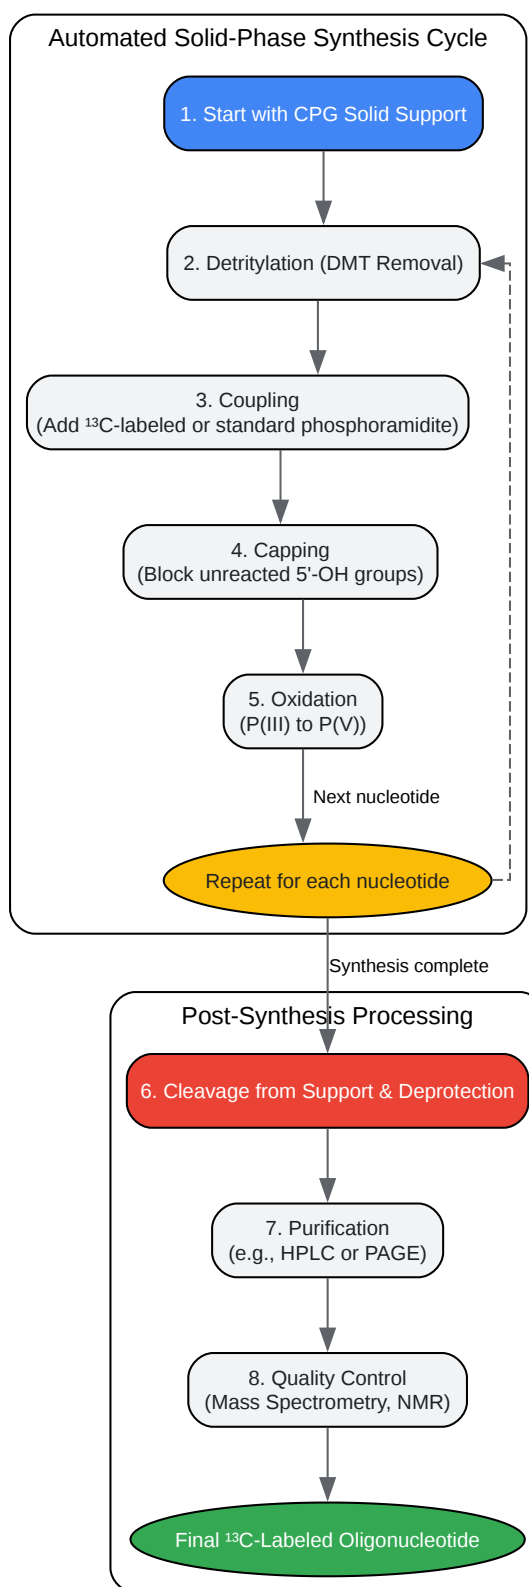 Automated Solid-Phase Synthesis Cycle
1. Start with CPG Solid Support
2. Detritylation (DMT Removal)
3. Coupling
(Add ¹³C-labeled or standard phosphoramidite)
4. Capping
(Block unreacted 5'-OH groups)
5. Oxidation
(P(III) to P(V))
Next nucleotide
Repeat for each nucleotide
Synthesis complete
Post-Synthesis Processing
6. Cleavage from Support & Deprotection
7. Purification
(e.g., HPLC or PAGE)
8. Quality Control
(Mass Spectrometry, NMR)
Final ¹³C-Labeled Oligonucleotide